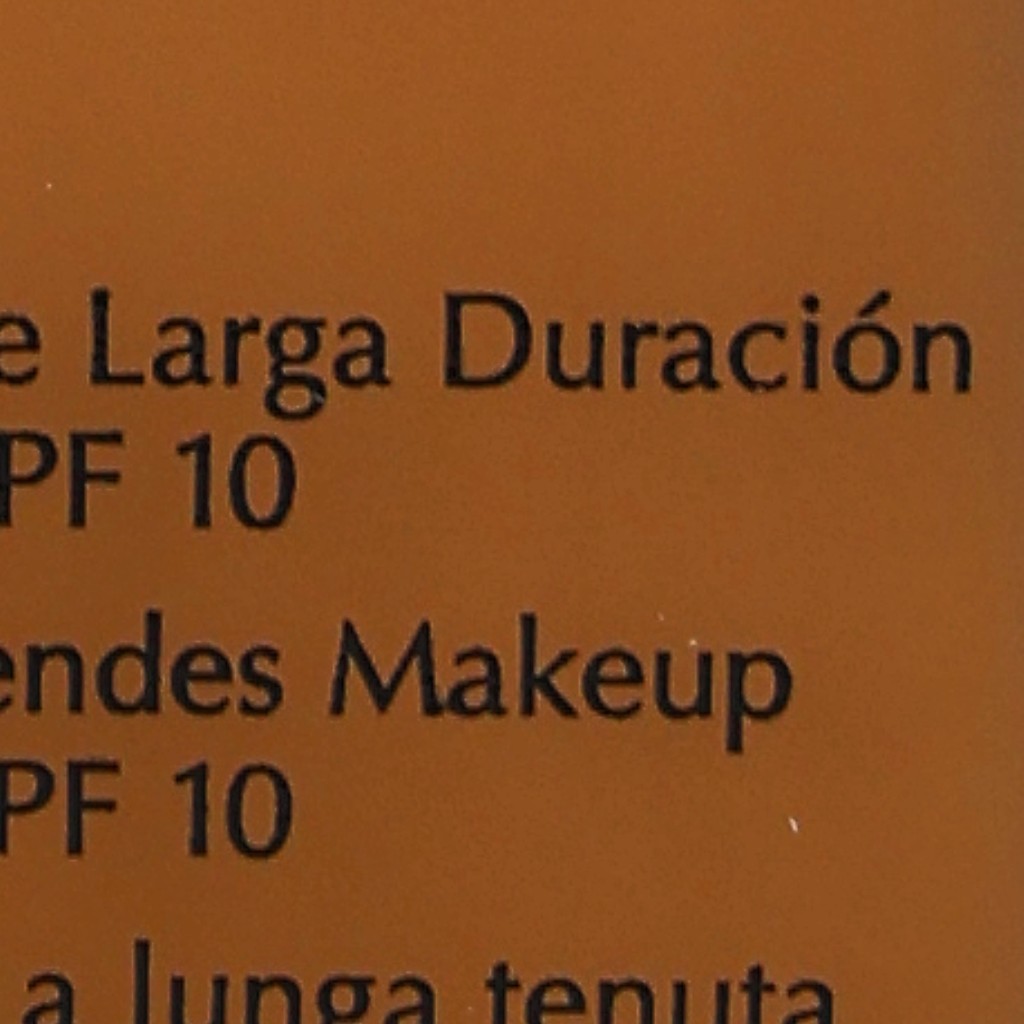 e Larga Duración
PF 10
endes Makeup
PF 10
a lunga tenuta